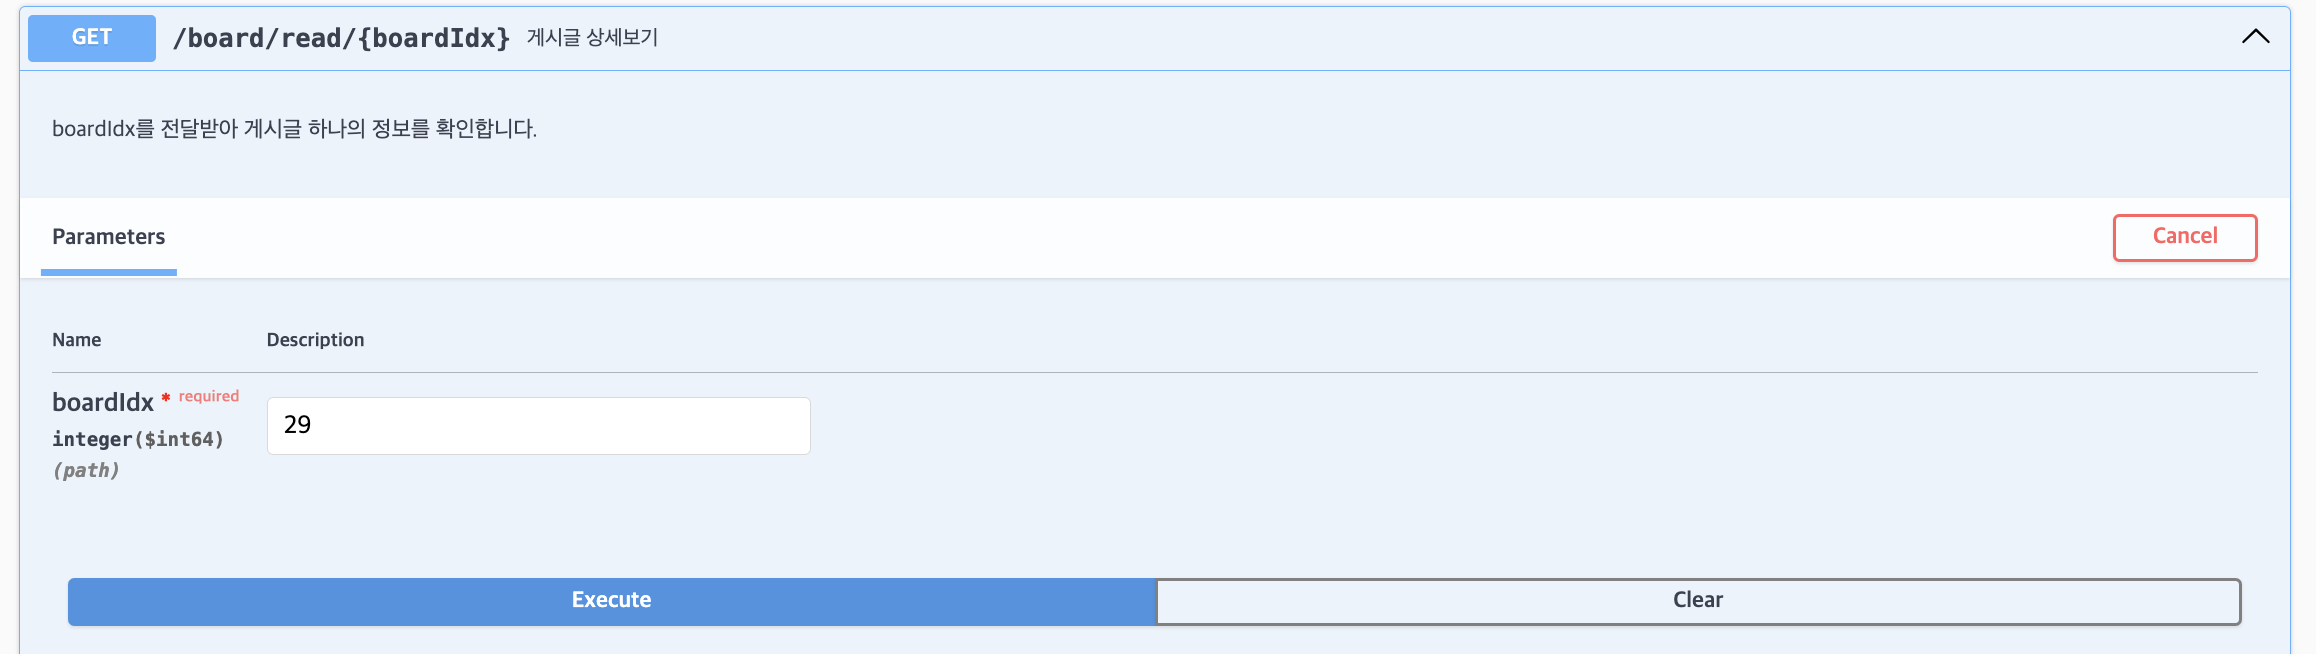 GET /board/read/{boardIdx} 게시글 상세보기
boardIdx를 전달받아 게시글 하나의 정보를 확인합니다.
Parameters Cancel
Name Description
boardIdx * required
29
integer($int64)
(path)
Execute Clear